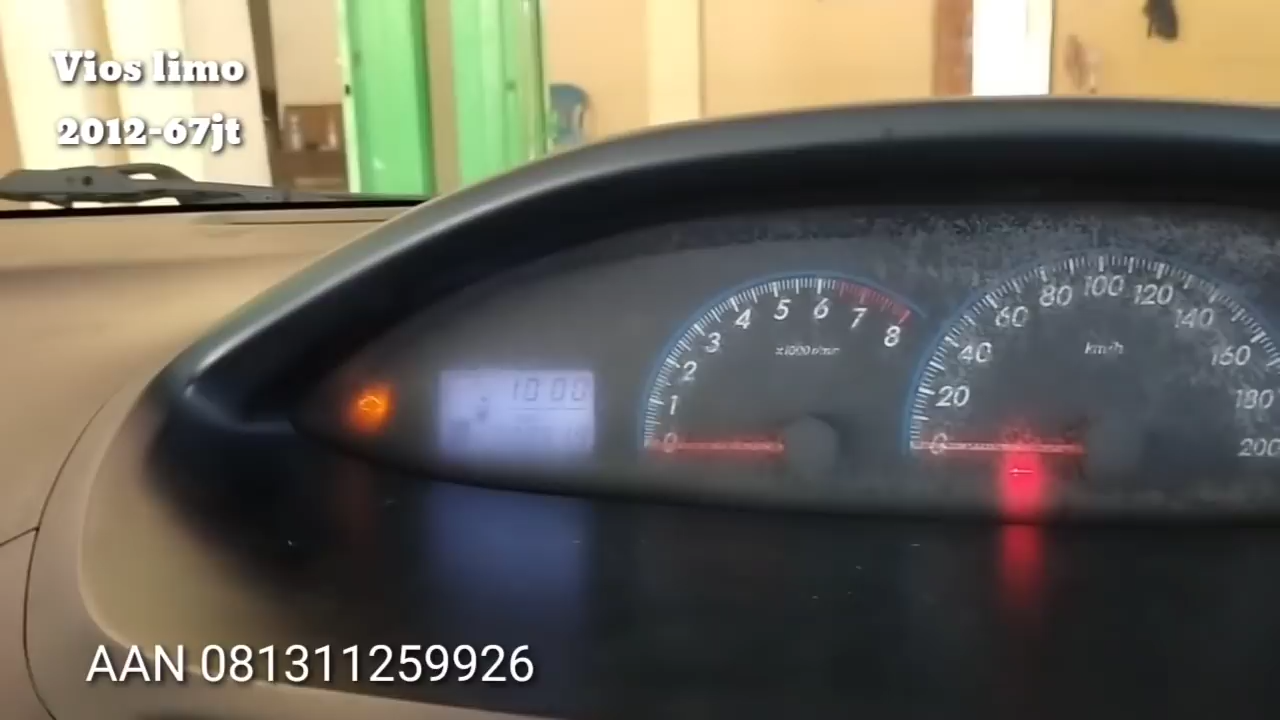 Vios limo
2012-67jt
10:00
0 1 2 3 4 5 6 7 8
x1000 r/min
0 20 40 60 80 100 120 140 160 180 200
km/h
AAN 081311259926